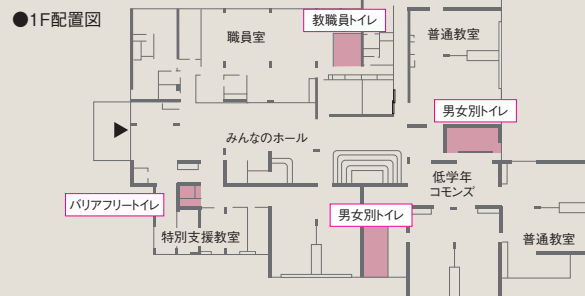 ●1F配置図
教職員トイレ
職員室
普通教室
男女別トイレ
みんなのホール
低学年
コモンズ
バリアフリートイレ
男女別トイレ
特別支援教室
普通教室